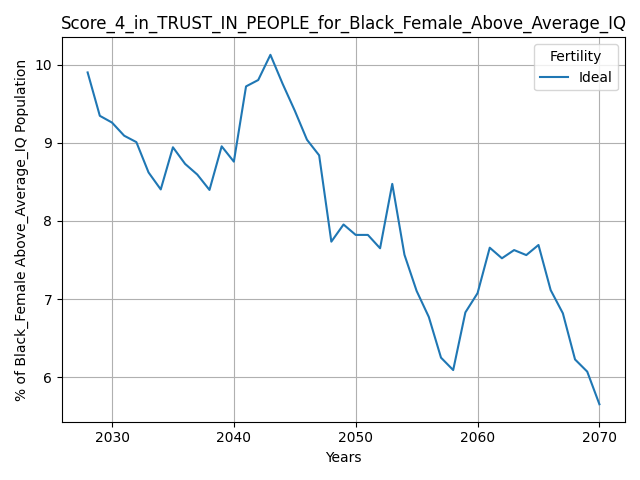 Score_4_in_TRUST_IN_PEOPLE_for_Black_Female_Above_Average_IQ
% of Black_Female Above_Average_IQ Population
10
9
8
7
6
Fertility
Ideal
2030 2040 2050 2060 2070
Years